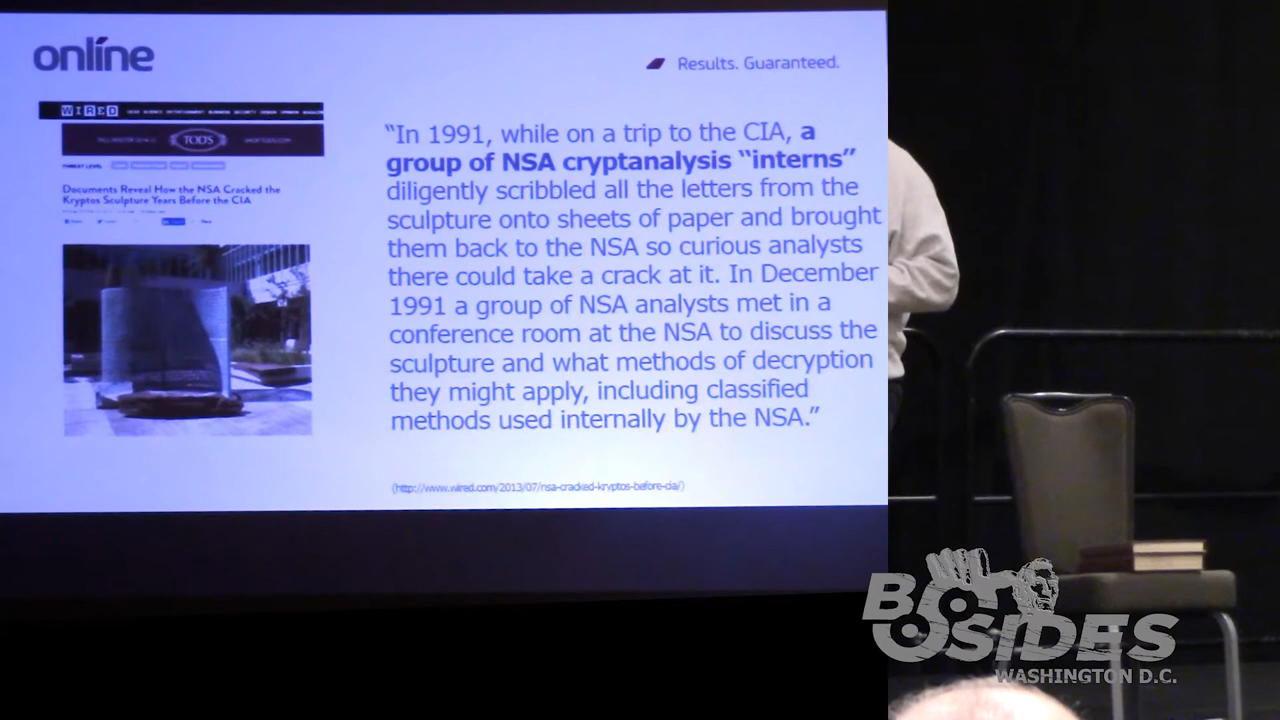 online
Results. Guaranteed.
WIRED
TOD'S
THREAT LEVEL
Documents Reveal How the NSA Cracked the
Kryptos Sculpture Years Before the CIA
“In 1991, while on a trip to the CIA, a
group of NSA cryptanalysis “interns”
diligently scribbled all the letters from the
sculpture onto sheets of paper and brought
them back to the NSA so curious analysts
there could take a crack at it. In December
1991 a group of NSA analysts met in a
conference room at the NSA to discuss the
sculpture and what methods of decryption
they might apply, including classified
methods used internally by the NSA.”
(http://www.wired.com/2013/07/nsa-cracked-kryptos-before-cia/)
BSIDES
WASHINGTON D.C.